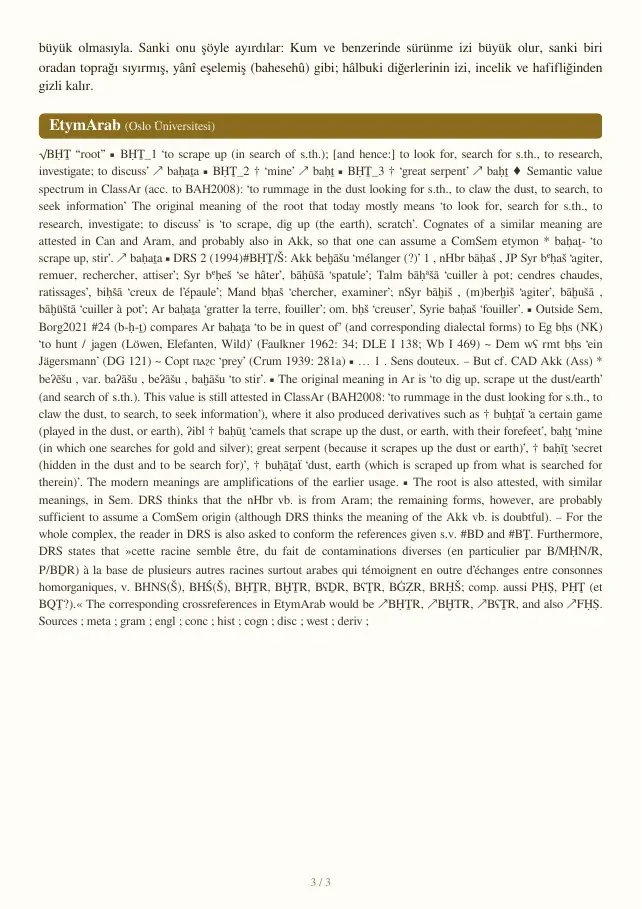 büyük olmasıyla. Sanki onu şöyle ayırdılar: Kum ve benzerinde sürünme izi büyük olur, sanki biri
oradan toprağı sıyırmış, yânî eşelemiş (bahesehû) gibi; hâlbuki diğerlerinin izi, incelik ve hafifliğinden
gizli kalır.
EtymArab (Oslo Üniversitesi)
√BḤṮ “root” ▪ BḤṮ_1 ‘to scrape up (in search of s.th.); [and hence:] to look for, search for s.th., to research,
investigate; to discuss’ ↗ baḥaṯa ▪ BḤṮ_2 † ‘mine’ ↗ baḥṯ ▪ BḤṮ_3 † ‘great serpent’ ↗ baḥṯ ♦ Semantic value
spectrum in ClassAr (acc. to BAH2008): ‘to rummage in the dust looking for s.th., to claw the dust, to search, to
seek information’ The original meaning of the root that today mostly means ‘to look for, search for s.th., to
research, investigate; to discuss’ is ‘to scrape, dig up (the earth), scratch’. Cognates of a similar meaning are
attested in Can and Aram, and probably also in Akk, so that one can assume a ComSem etymon * baḥaṯ- ‘to
scrape up, stir’. ↗ baḥaṯa ▪ DRS 2 (1994)#BḤṮ/Š: Akk beḫāšu ‘mélanger (?)’ 1 , nHbr bāḥaš , JP Syr bᵉḥaš ‘agiter,
remuer, rechercher, attiser’; Syr bᵉḥeš ‘se hâter’, bāḥūšā ‘spatule’; Talm bāḥᵃšā ‘cuiller à pot; cendres chaudes,
ratissages’, biḥšā ‘creux de l’épaule’; Mand bḥaš ‘chercher, examiner’; nSyr bāḥiš , (m)berḥiš ‘agiter’, bāḥušā ,
bāḥūštā ‘cuiller à pot’; Ar baḥaṯa ‘gratter la terre, fouiller’; om. bḥš ‘creuser’, Syrie baḥaš ‘fouiller’. ▪ Outside Sem,
Borg2021 #24 (b-ḥ-ṯ) compares Ar baḥaṯa ‘to be in quest of’ (and corresponding dialectal forms) to Eg bḥs (NK)
‘to hunt / jagen (Löwen, Elefanten, Wild)’ (Faulkner 1962: 34; DLE I 138; Wb I 469) ~ Dem wʕ rmt bḥs ‘ein
Jägersmann’ (DG 121) ~ Copt ⲡⲁϩⲥ ‘prey’ (Crum 1939: 281a) ▪ … 1 . Sens douteux. – But cf. CAD Akk (Ass) *
beʔēšu , var. baʔāšu , beʔāšu , baḫāšu ‘to stir’. ▪ The original meaning in Ar is ‘to dig up, scrape ut the dust/earth’
(and search of s.th.). This value is still attested in ClassAr (BAH2008: ‘to rummage in the dust looking for s.th., to
claw the dust, to search, to seek information’), where it also produced derivatives such as † buḥṯaï ‘a certain game
(played in the dust, or earth), ʔibl † baḥūṯ ‘camels that scrape up the dust, or earth, with their forefeet’, baḥṯ ‘mine
(in which one searches for gold and silver); great serpent (because it scrapes up the dust or earth)’, † baḥīṯ ‘secret
(hidden in the dust and to be search for)’, † buḥāṯaï ‘dust, earth (which is scraped up from what is searched for
therein)’. The modern meanings are amplifications of the earlier usage. ▪ The root is also attested, with similar
meanings, in Sem. DRS thinks that the nHbr vb. is from Aram; the remaining forms, however, are probably
sufficient to assume a ComSem origin (although DRS thinks the meaning of the Akk vb. is doubtful). – For the
whole complex, the reader in DRS is also asked to conform the references given s.v. #BD and #BṮ. Furthermore,
DRS states that »cette racine semble être, du fait de contaminations diverses (en particulier par B/MḤN/R,
P/BḎR) à la base de plusieurs autres racines surtout arabes qui témoignent en outre d’échanges entre consonnes
homorganiques, v. BHNS(Š), BHŚ(Š), BḤṮR, BḪṮR, BʕḎR, BʕṮR, BĠẒR, BRḤŠ; comp. aussi PḤṢ, PḤṮ (et
BQṮ?).« The corresponding crossreferences in EtymArab would be ↗BḤṮR, ↗BḪTR, ↗BʕṮR, and also ↗FḤṢ.
Sources ; meta ; gram ; engl ; conc ; hist ; cogn ; disc ; west ; deriv ;
3 / 3